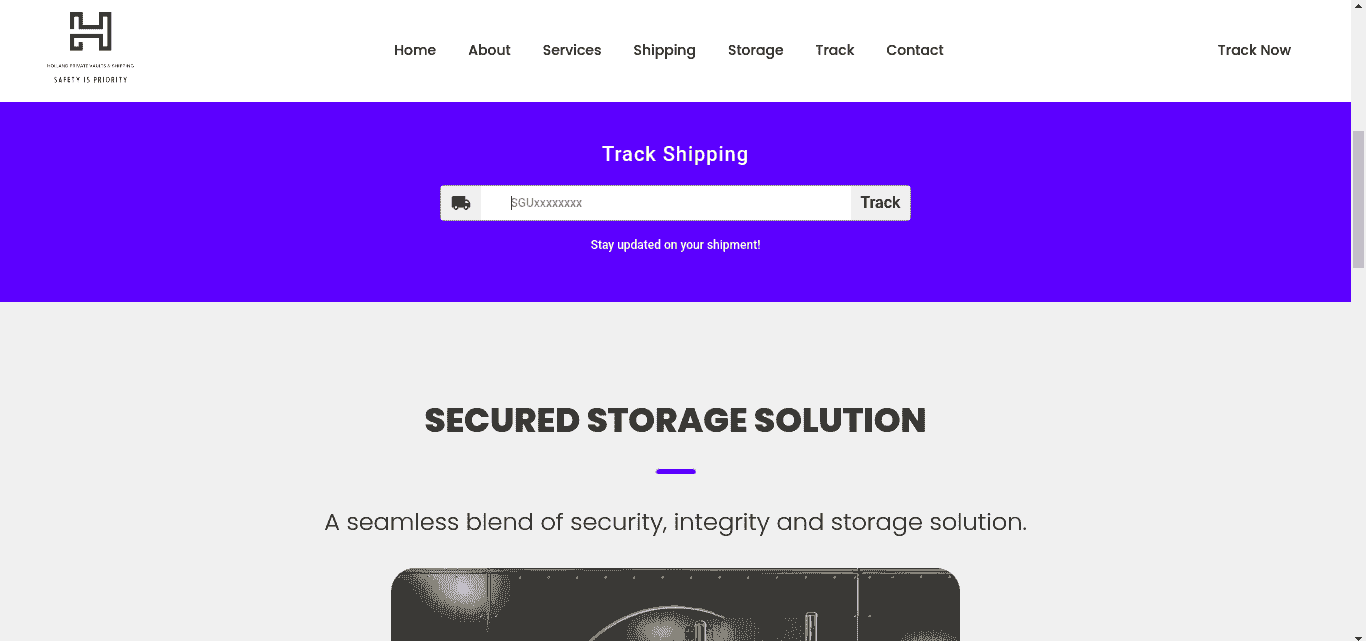 HOLLAND PRIVATE VAULTS & SHIPPING
SAFETY IS PRIORITY
Home About Services Shipping Storage Track Contact Track Now
Track Shipping
SGUxxxxxxxx Track
Stay updated on your shipment!
SECURED STORAGE SOLUTION
A seamless blend of security, integrity and storage solution.